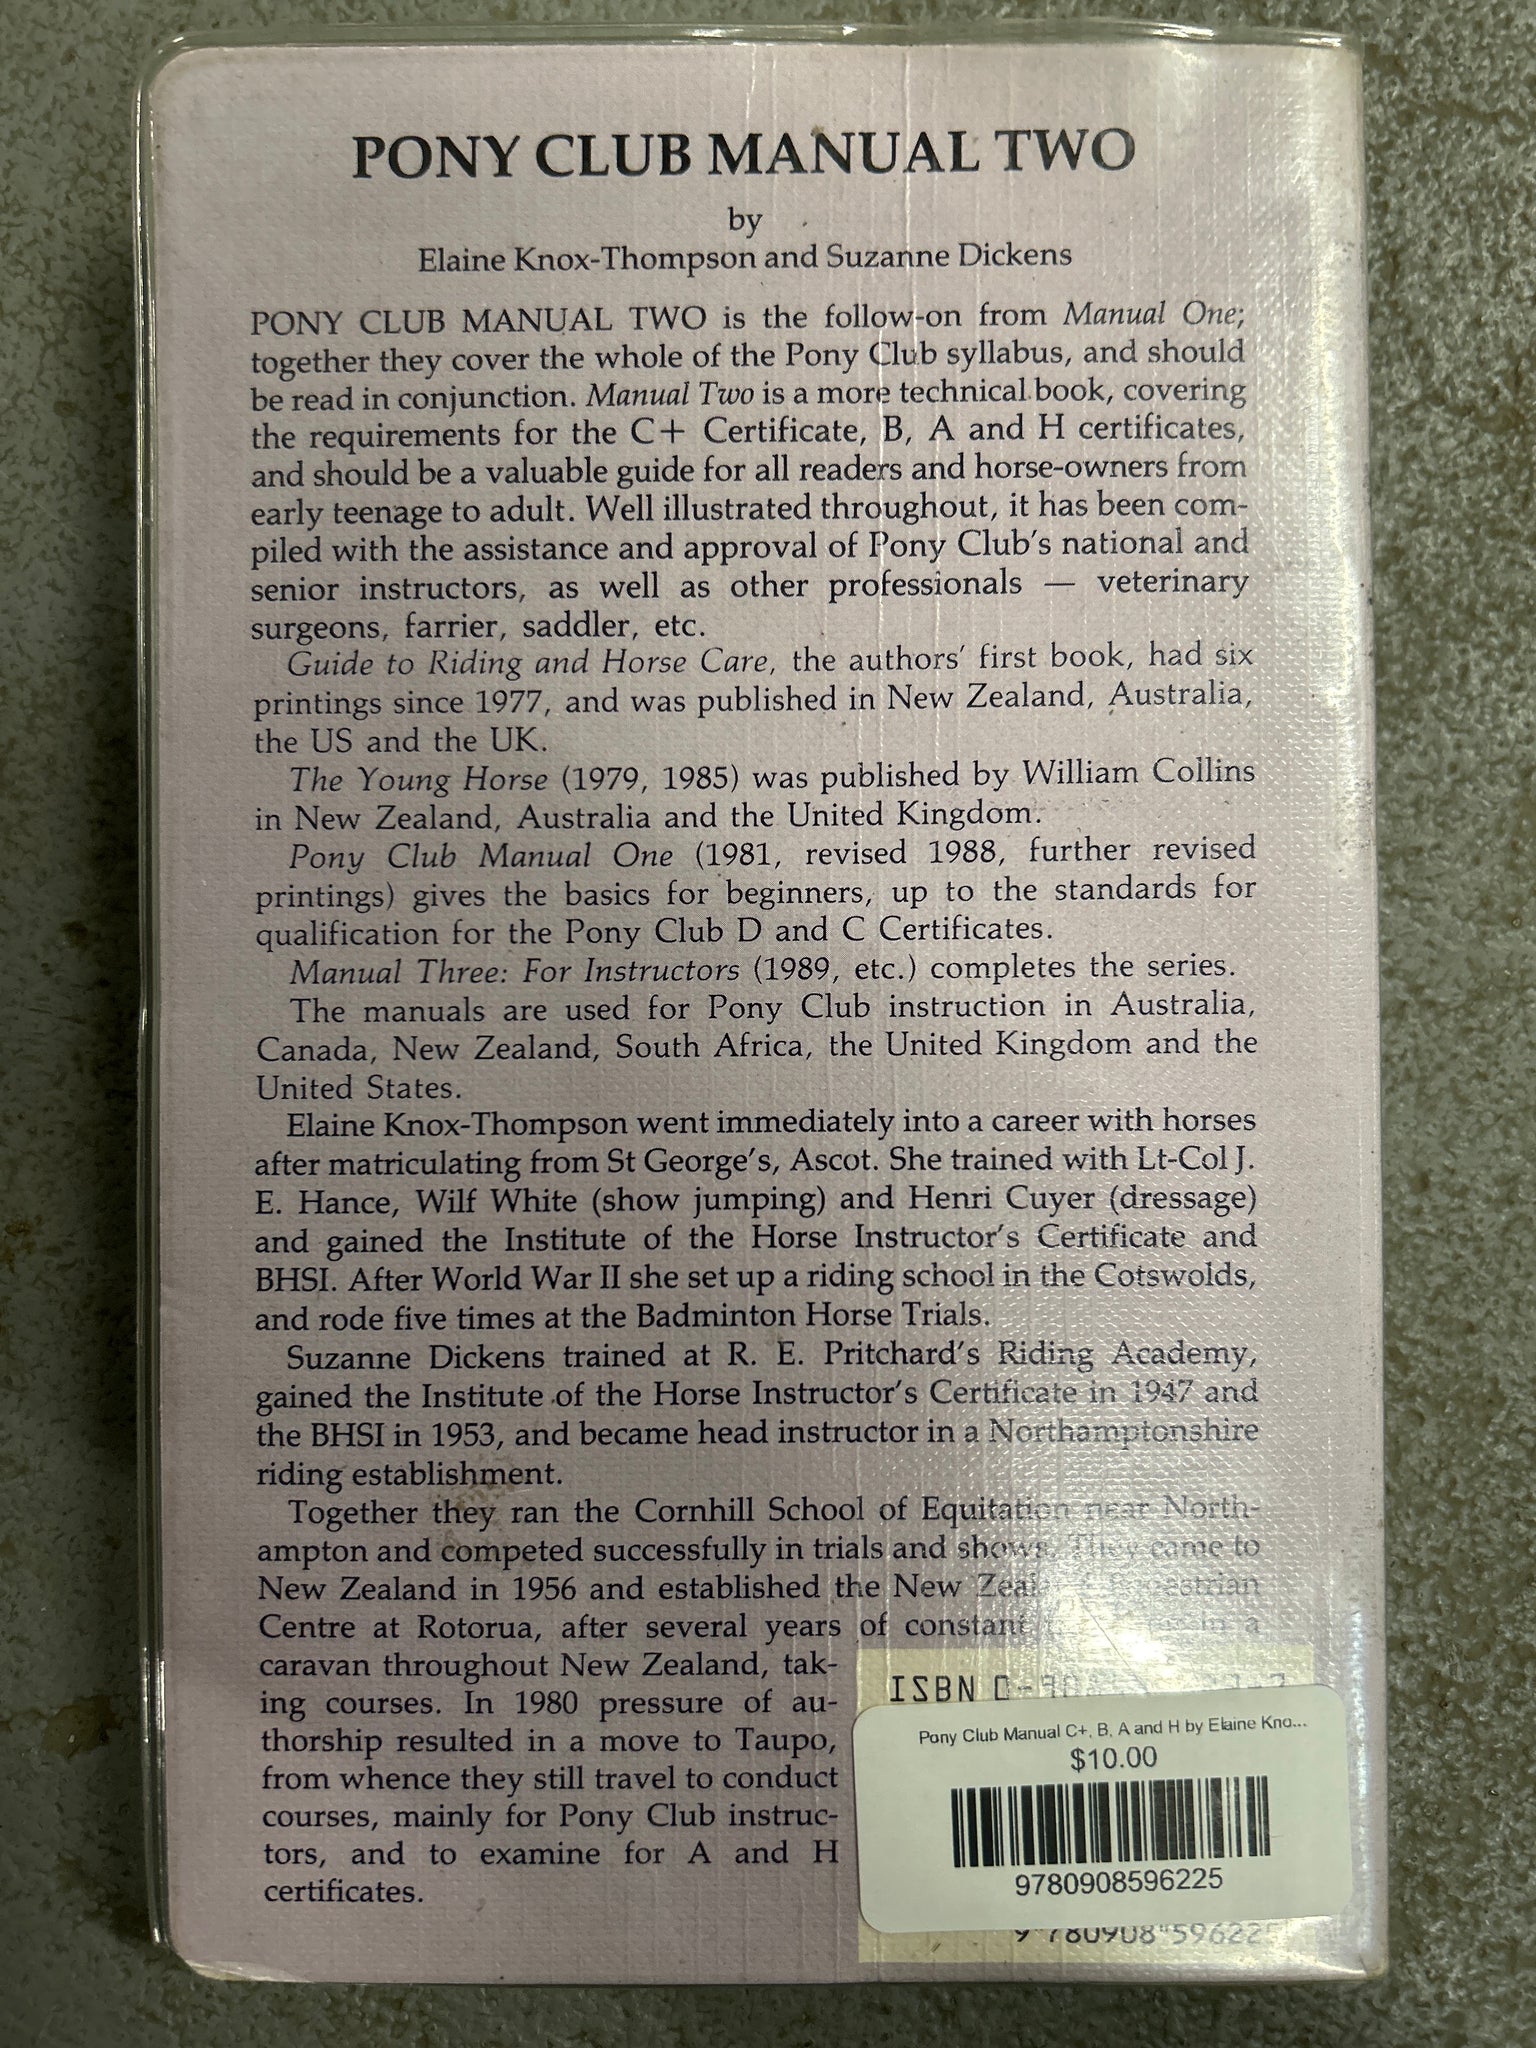 PONY CLUB MANUAL TWO
by
Elaine Knox-Thompson and Suzanne Dickens
PONY CLUB MANUAL TWO is the follow-on from Manual One;
together they cover the whole of the Pony Club syllabus, and should
be read in conjunction. Manual Two is a more technical book, covering
the requirements for the C+ Certificate, B, A and H certificates,
and should be a valuable guide for all readers and horse-owners from
early teenage to adult. Well illustrated throughout, it has been com-
piled with the assistance and approval of Pony Club's national and
senior instructors, as well as other professionals — veterinary
surgeons, farrier, saddler, etc.
Guide to Riding and Horse Care, the authors' first book, had six
printings since 1977, and was published in New Zealand, Australia,
the US and the UK.
The Young Horse (1979, 1985) was published by William Collins
in New Zealand, Australia and the United Kingdom.
Pony Club Manual One (1981, revised 1988, further revised
printings) gives the basics for beginners, up to the standards for
qualification for the Pony Club D and C Certificates.
Manual Three: For Instructors (1989, etc.) completes the series.
The manuals are used for Pony Club instruction in Australia,
Canada, New Zealand, South Africa, the United Kingdom and the
United States.
Elaine Knox-Thompson went immediately into a career with horses
after matriculating from St George's, Ascot. She trained with Lt-Col J.
E. Hance, Wilf White (show jumping) and Henri Cuyer (dressage)
and gained the Institute of the Horse Instructor's Certificate and
BHSI. After World War II she set up a riding school in the Cotswolds,
and rode five times at the Badminton Horse Trials.
Suzanne Dickens trained at R. E. Pritchard's Riding Academy,
gained the Institute of the Horse Instructor's Certificate in 1947 and
the BHSI in 1953, and became head instructor in a Northamptonshire
riding establishment.
Together they ran the Cornhill School of Equitation near North-
ampton and competed successfully in trials and shows. They came to
New Zealand in 1956 and established the New Zealand Equestrian
Centre at Rotorua, after several years of constant in a
caravan throughout New Zealand, tak-
ing courses. In 1980 pressure of au-
thorship resulted in a move to Taupo,
from whence they still travel to conduct
courses, mainly for Pony Club instruc-
tors, and to examine for A and H
certificates.
ISBN
Pony Club Manual C+, B, A and H by Elaine Kno...
$10.00
9780908596225
9 780908 596225